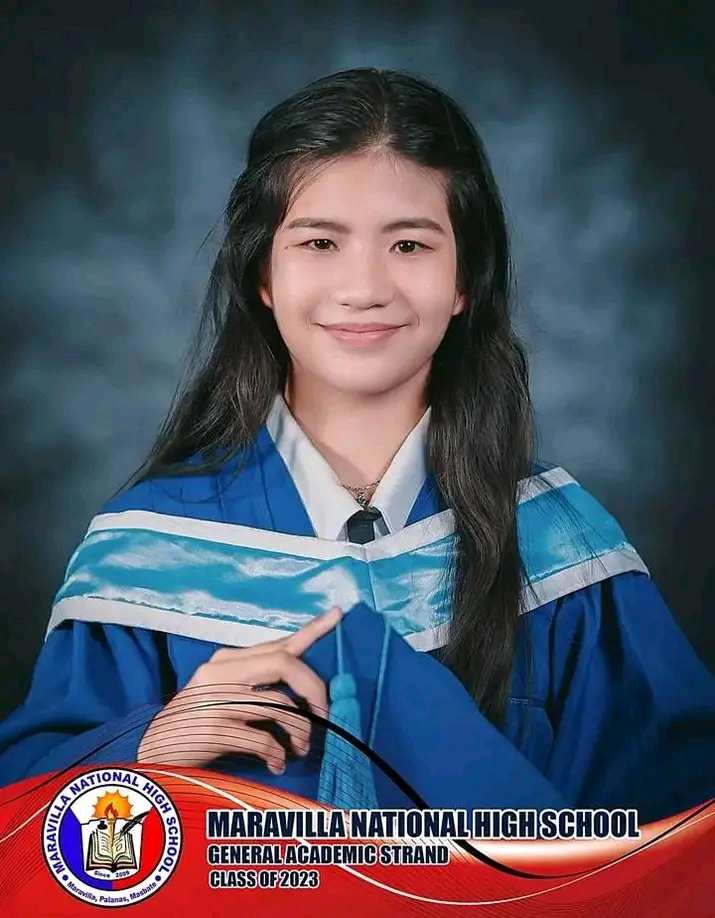 MARAVILLA NATIONAL HIGH SCHOOL
Since 2009
Maravilla, Palanas, Masbate
MARAVILLA NATIONAL HIGH SCHOOL
GENERAL ACADEMIC STRAND
CLASS OF 2023